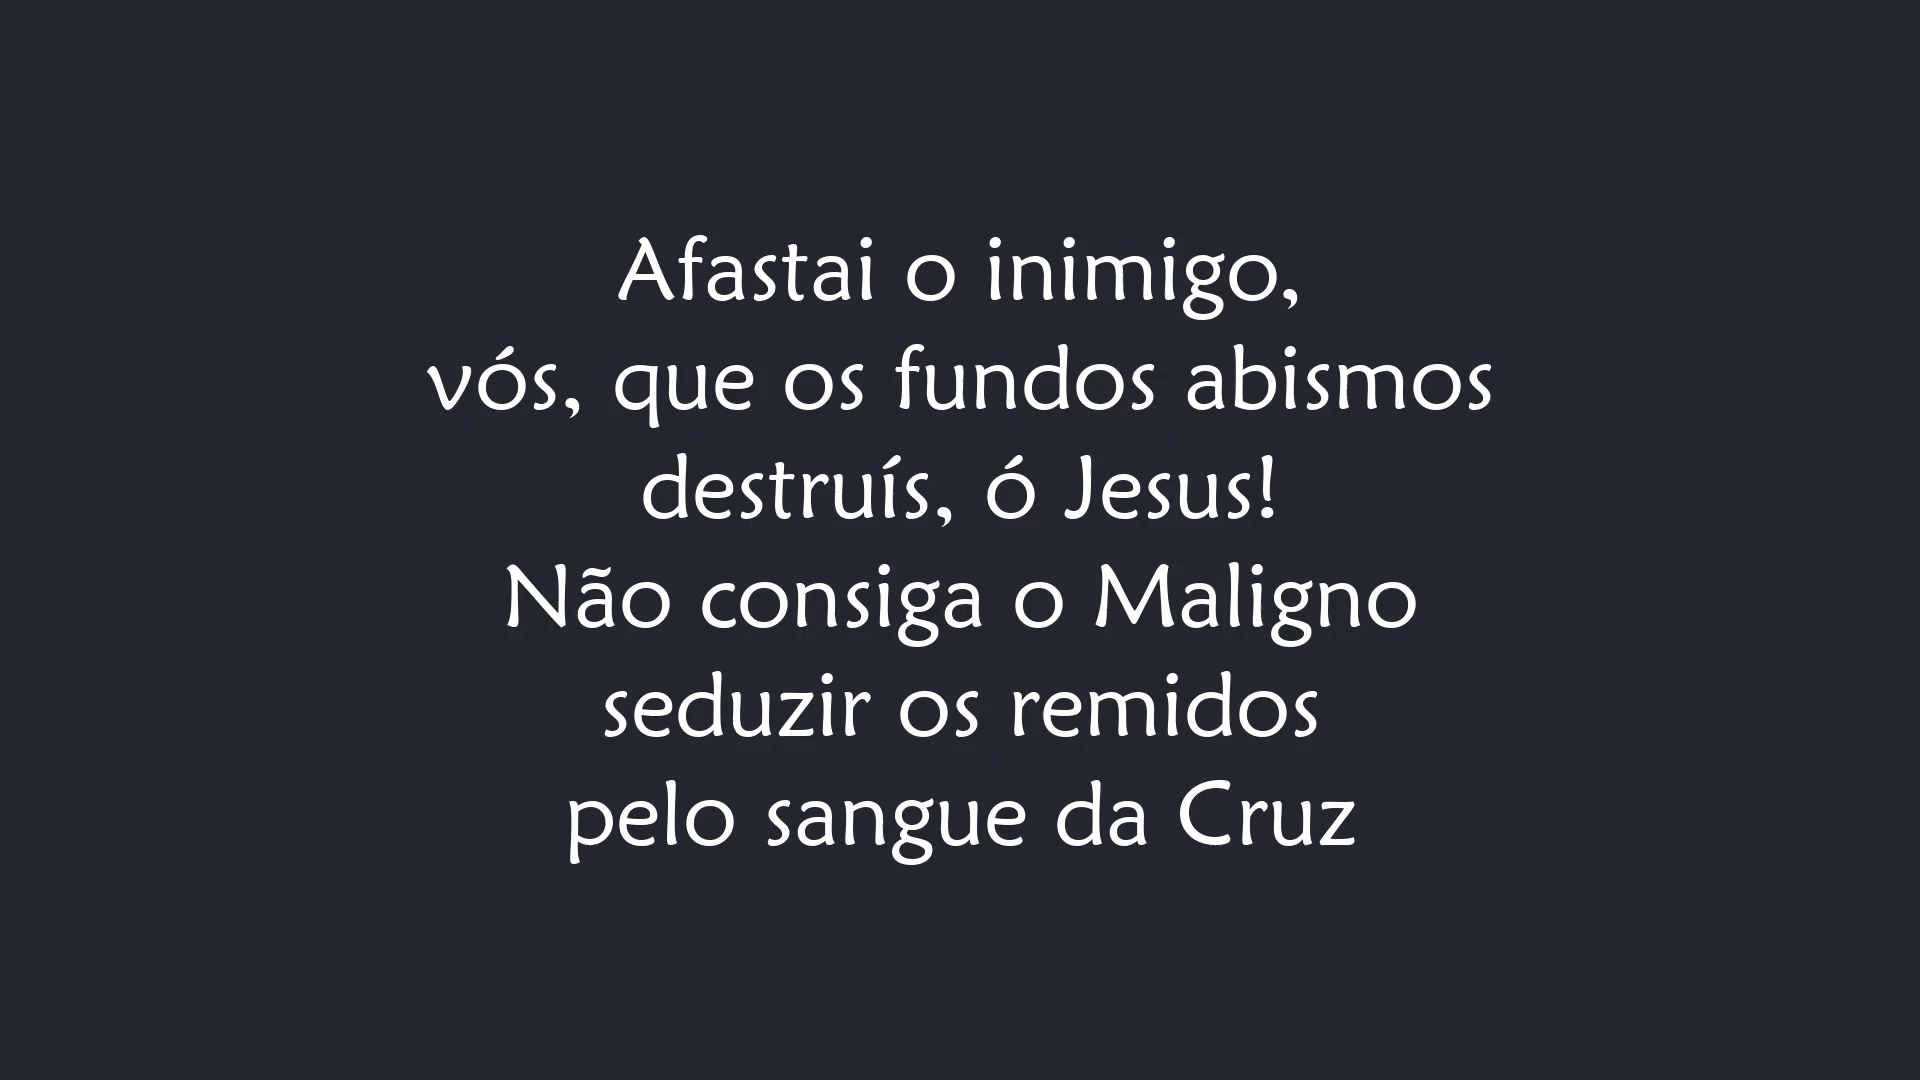 Afastai o inimigo,
vós, que os fundos abismos
destruís, ó Jesus!
Não consiga o Maligno
seduzir os remidos
pelo sangue da Cruz